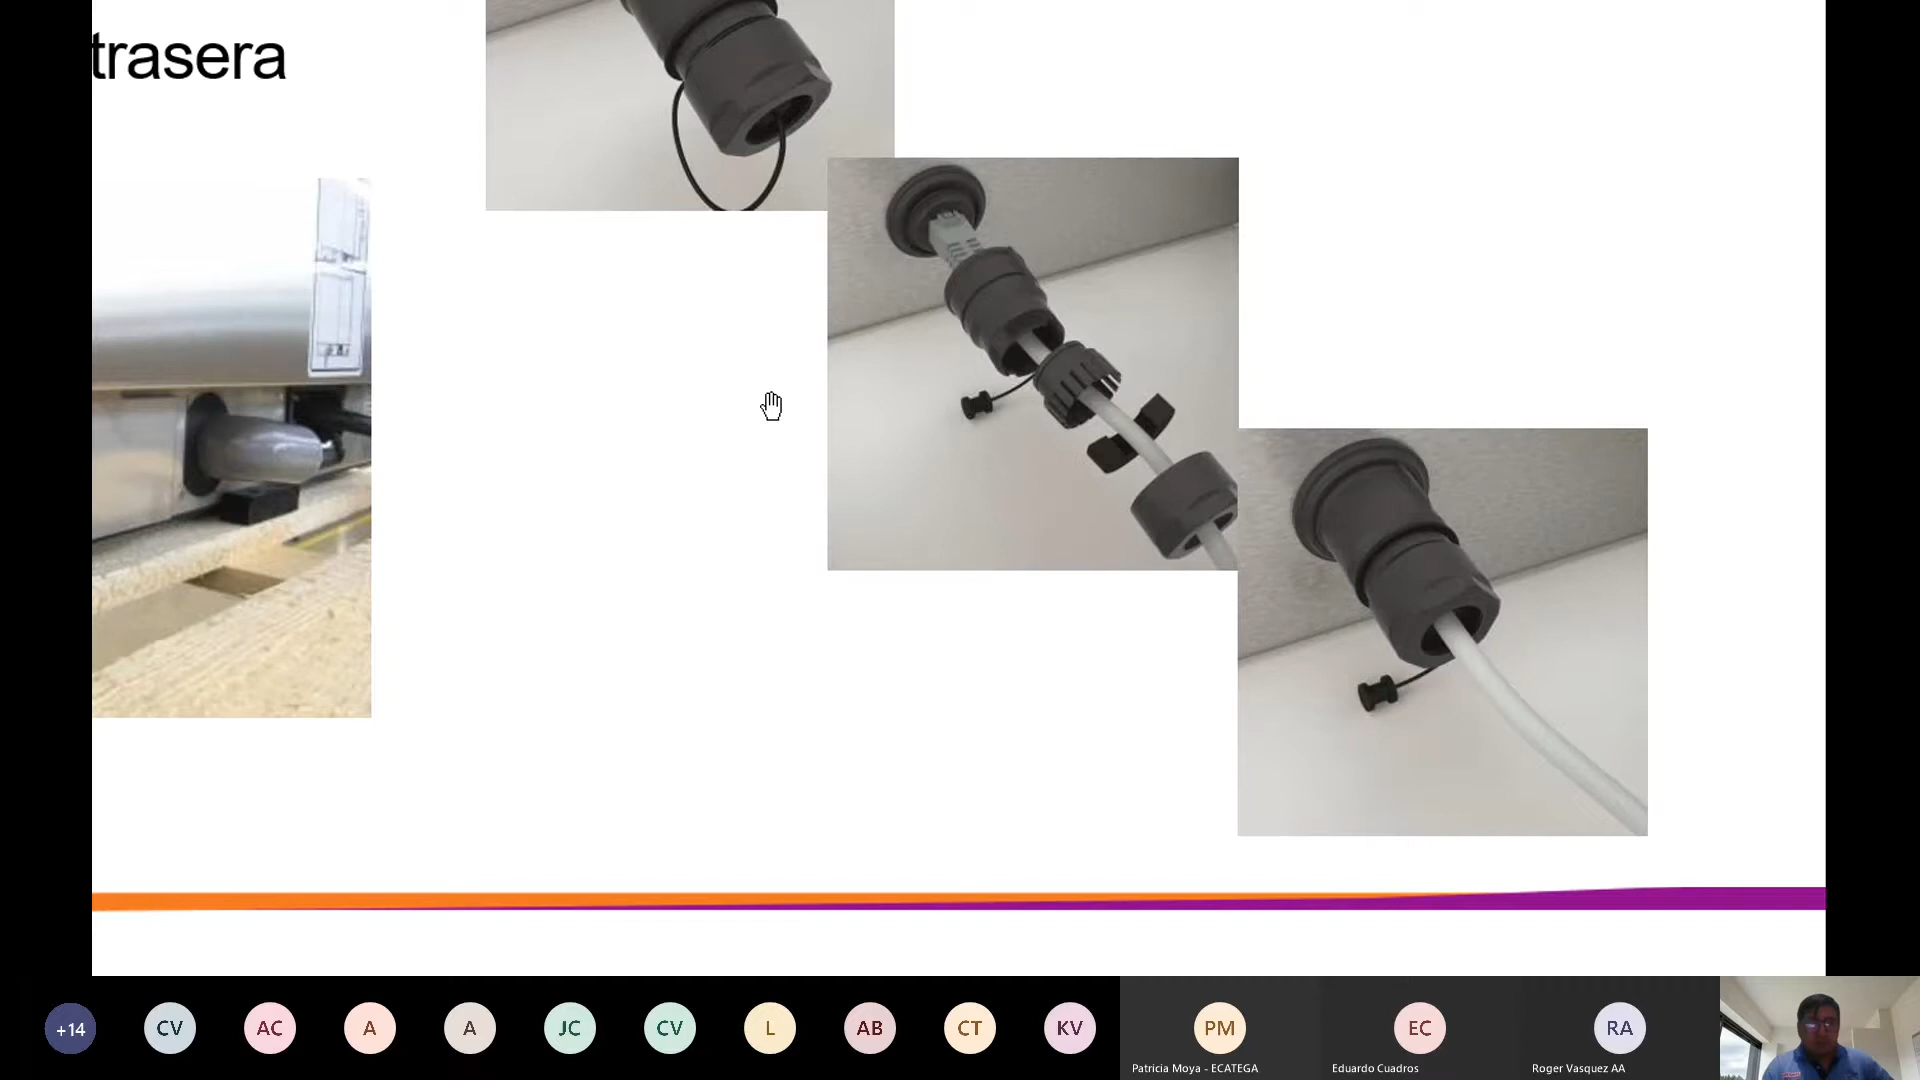 trasera
+14
CV
AC
A
A
JC
CV
L
AB
CT
KV
PM
EC
RA
Patricia Moya - ECATEGA
Eduardo Cuadros
Roger Vasquez AA